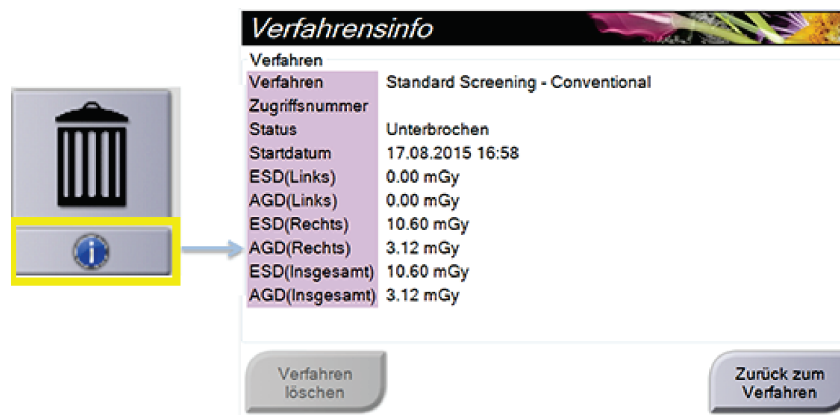 Verfahrensinfo
Verfahren
Verfahren Standard Screening - Conventional
Zugriffsnummer
Status Unterbrochen
Startdatum 17.08.2015 16:58
ESD(Links) 0.00 mGy
AGD(Links) 0.00 mGy
ESD(Rechts) 10.60 mGy
AGD(Rechts) 3.12 mGy
ESD(Insgesamt) 10.60 mGy
AGD(Insgesamt) 3.12 mGy
Verfahren
löschen
Zurück zum
Verfahren